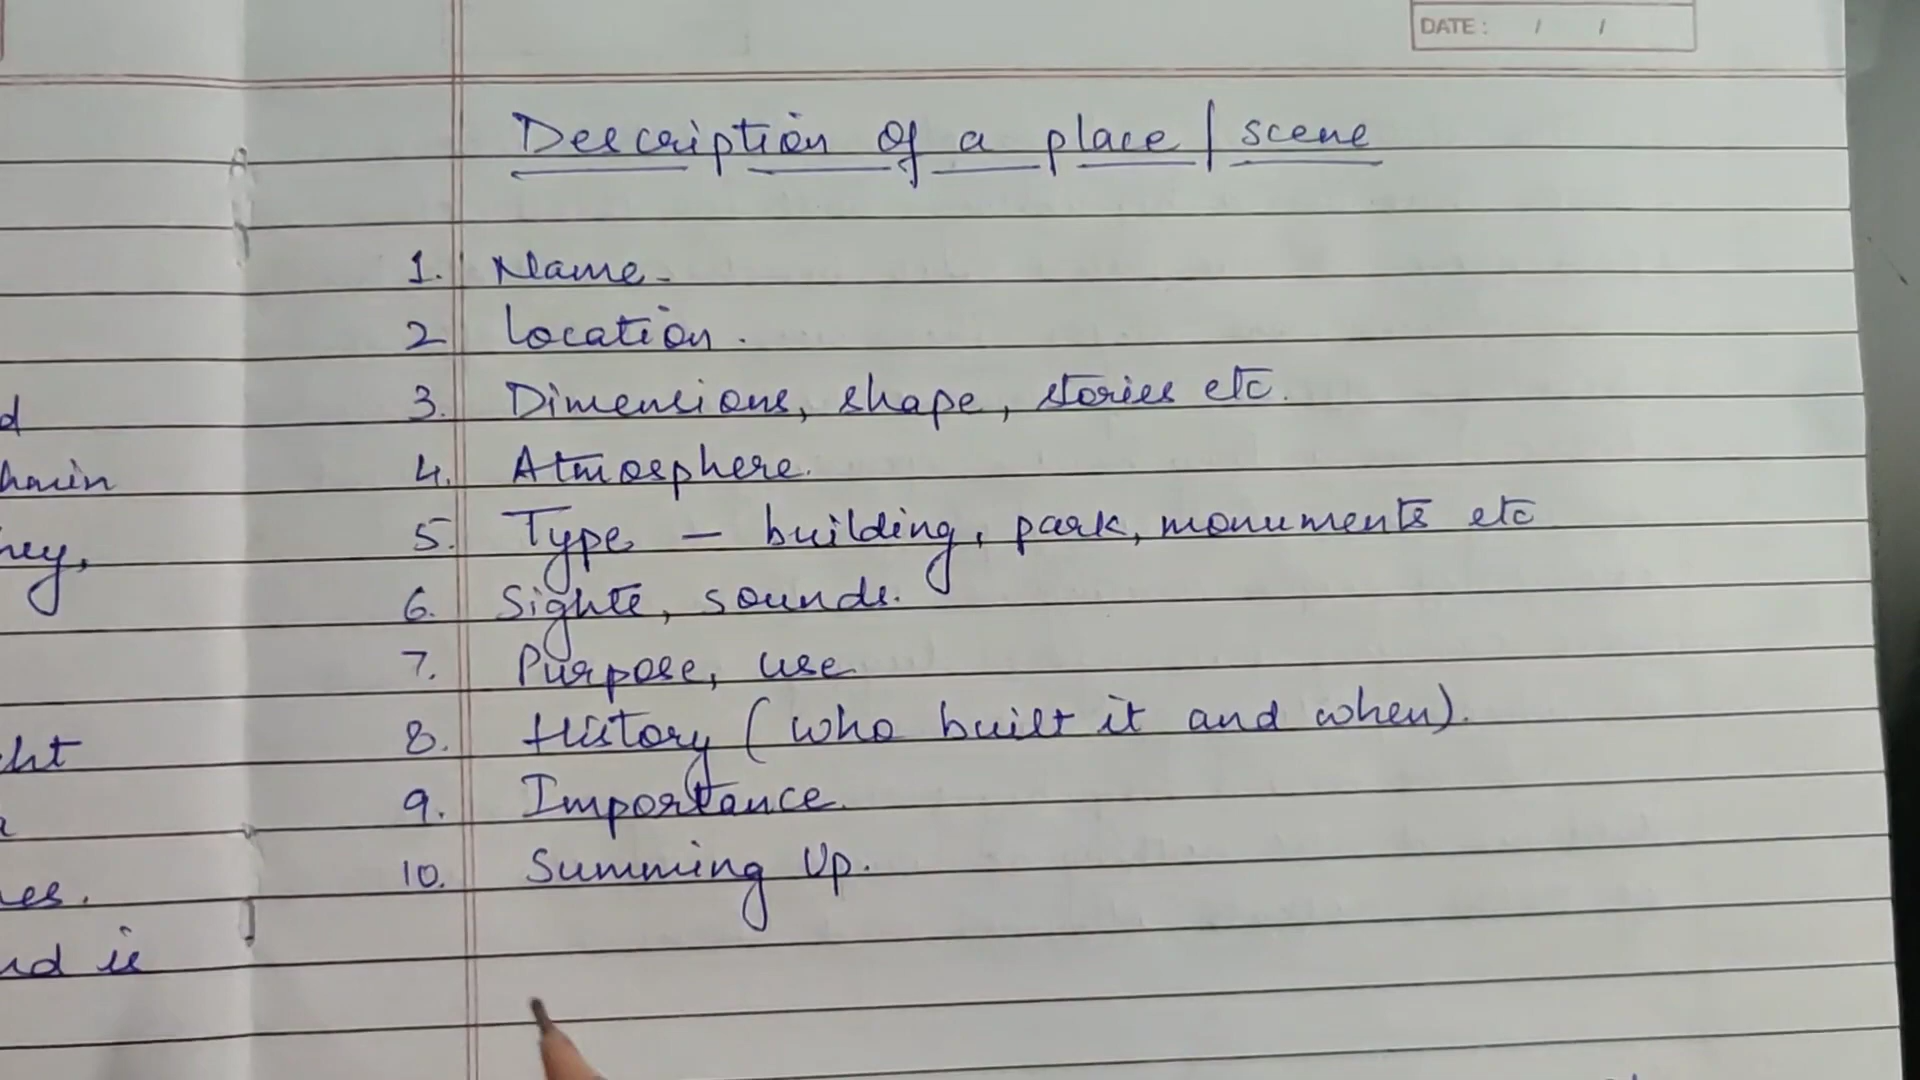 DATE: / /
Description of a place / scene
1. Name.
2 Location.
3. Dimensions, shape, stories etc.
4. Atmosphere.
5. Type - building, park, monuments etc
6. Sights, sounds.
7. Purpose, use
8. History (who built it and when).
9. Importance.
10. Summing Up.